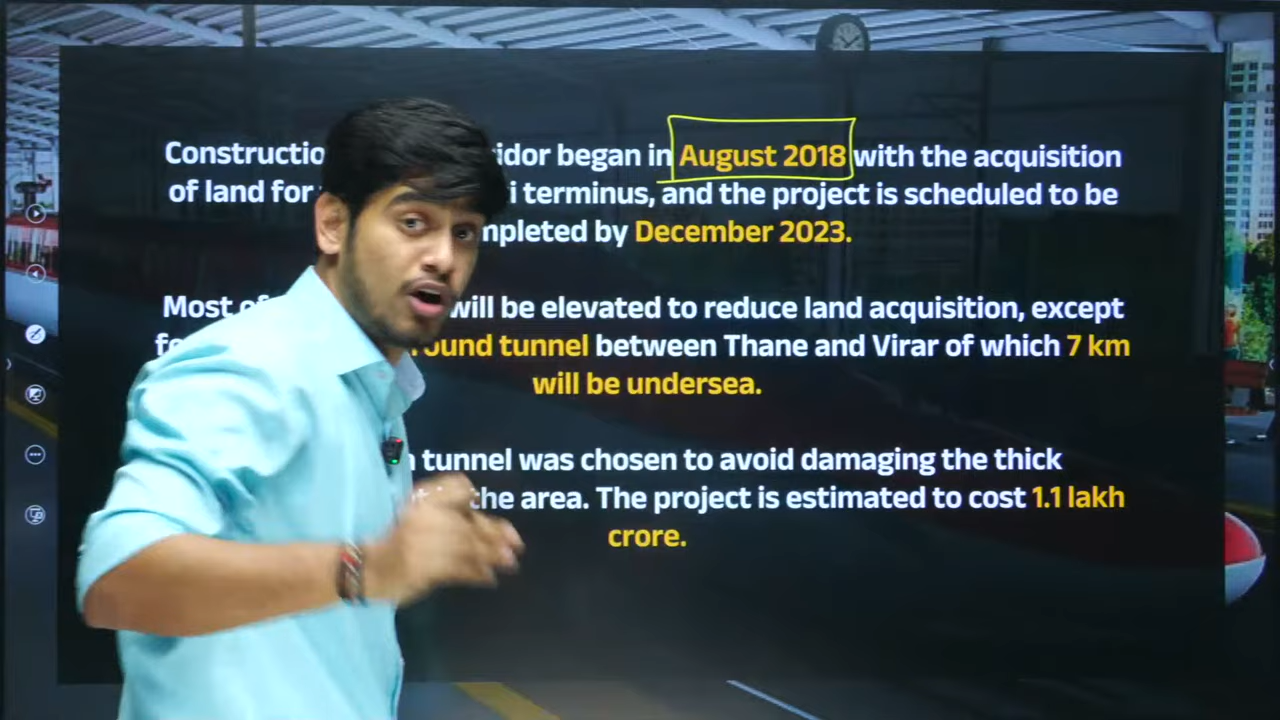 Constructio idor began in August 2018 with the acquisition
of land for i terminus, and the project is scheduled to be
mpleted by December 2023.
Most of will be elevated to reduce land acquisition, except
ound tunnel between Thane and Virar of which 7 km
will be undersea.
tunnel was chosen to avoid damaging the thick
the area. The project is estimated to cost 1.1 lakh
crore.